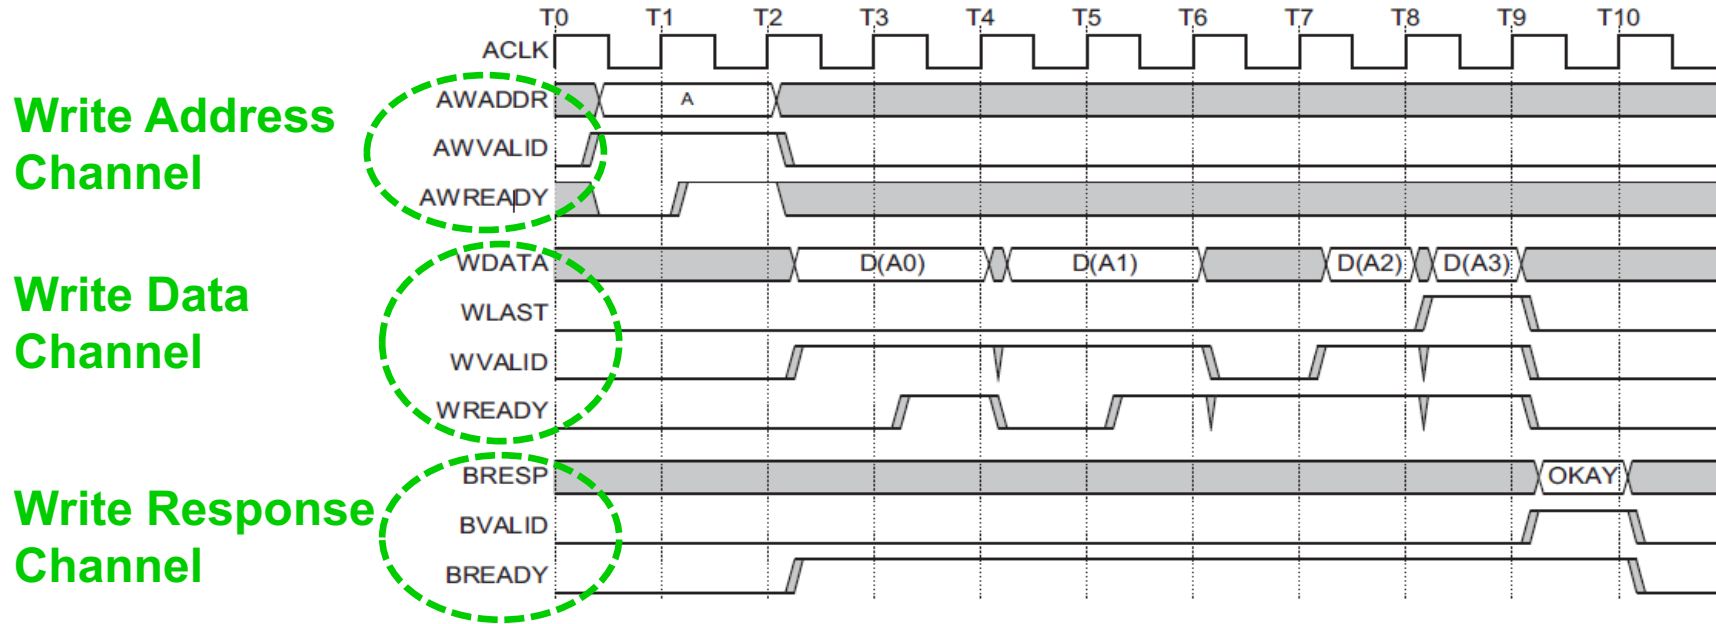 T0 T1 T2 T3 T4 T5 T6 T7 T8 T9 T10
ACLK
Write Address
Channel
AWADDR A
AWVALID
AWREADY
Write Data
Channel
WDATA D(A0) D(A1) D(A2) D(A3)
WLAST
WVALID
WREADY
Write Response
Channel
BRESP OKAY
BVALID
BREADY